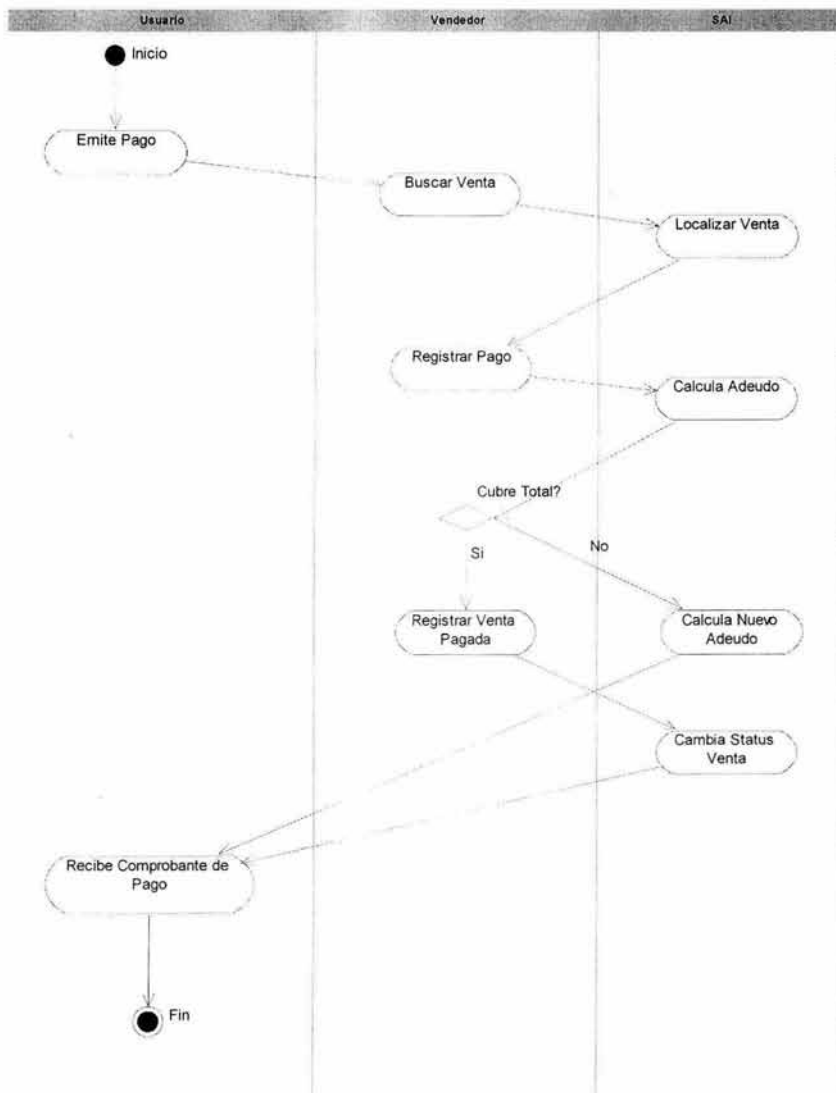 Usuario
Vendedor
SAI
Inicio
Emite Pago
Buscar Venta
Localizar Venta
Registrar Pago
Calcula Adeudo
Cubre Total?
Si
No
Registrar Venta
Pagada
Calcula Nuevo
Adeudo
Cambia Status
Venta
Recibe Comprobante de
Pago
Fin